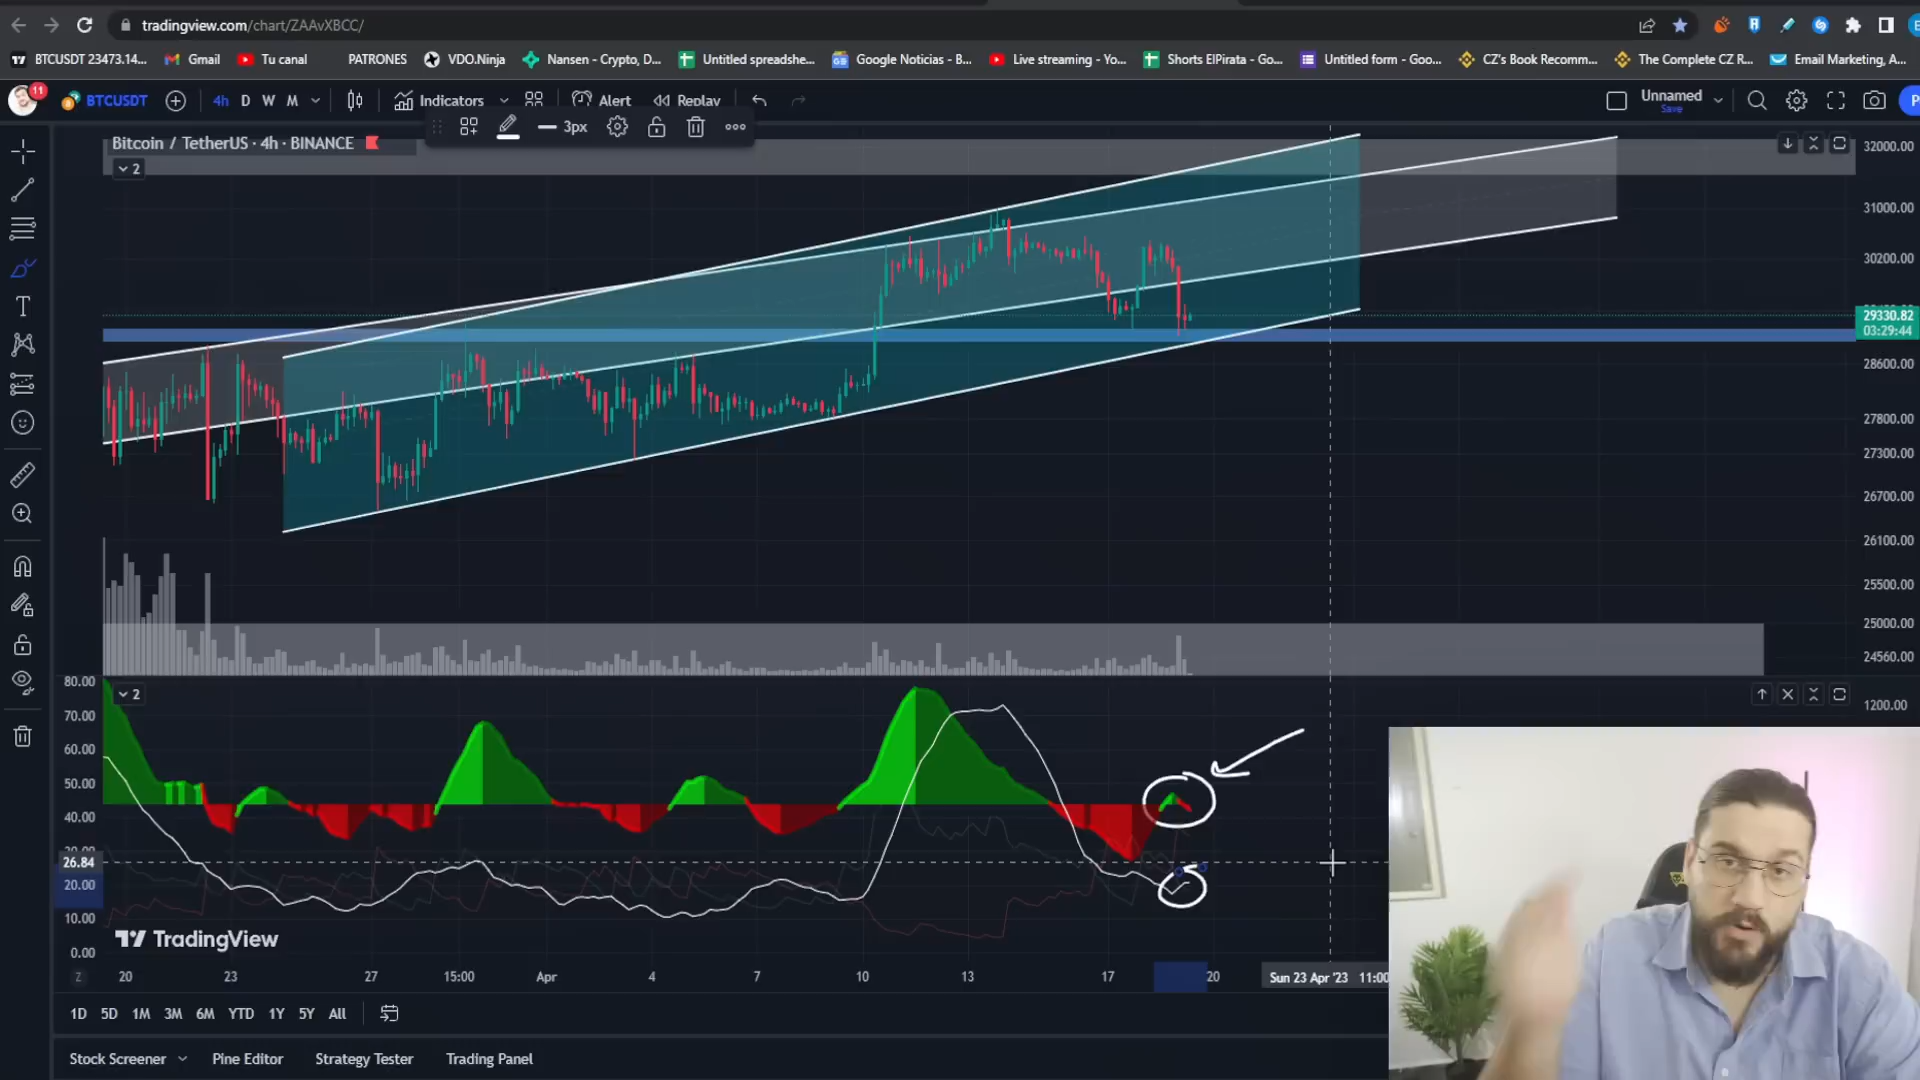 tradingview.com/chart/ZAAvXBCC/
BTCUSDT 23473.14... Gmail Tu canal PATRONES VDO.Ninja Nansen - Crypto, D... Untitled spreadshe... Google Noticias - B... Live streaming - Yo... Shorts ElPirata - Go... Untitled form - Goo... CZ's Book Recomm... The Complete CZ R... Email Marketing, A...
11 BTCUSDT 4h D W M Indicators Alert Replay Unnamed P
Save
3px
Bitcoin / TetherUS · 4h · BINANCE
2
32000.00
31000.00
30200.00
29330.82
03:29:44
28600.00
27800.00
27300.00
26700.00
26100.00
25500.00
25000.00
24560.00
80.00
2
1200.00
70.00
60.00
50.00
40.00
26.84
20.00
10.00
0.00
TradingView
Z 20 23 27 15:00 Apr 4 7 10 13 17 20 Sun 23 Apr '23 11:00
1D 5D 1M 3M 6M YTD 1Y 5Y All
Stock Screener Pine Editor Strategy Tester Trading Panel